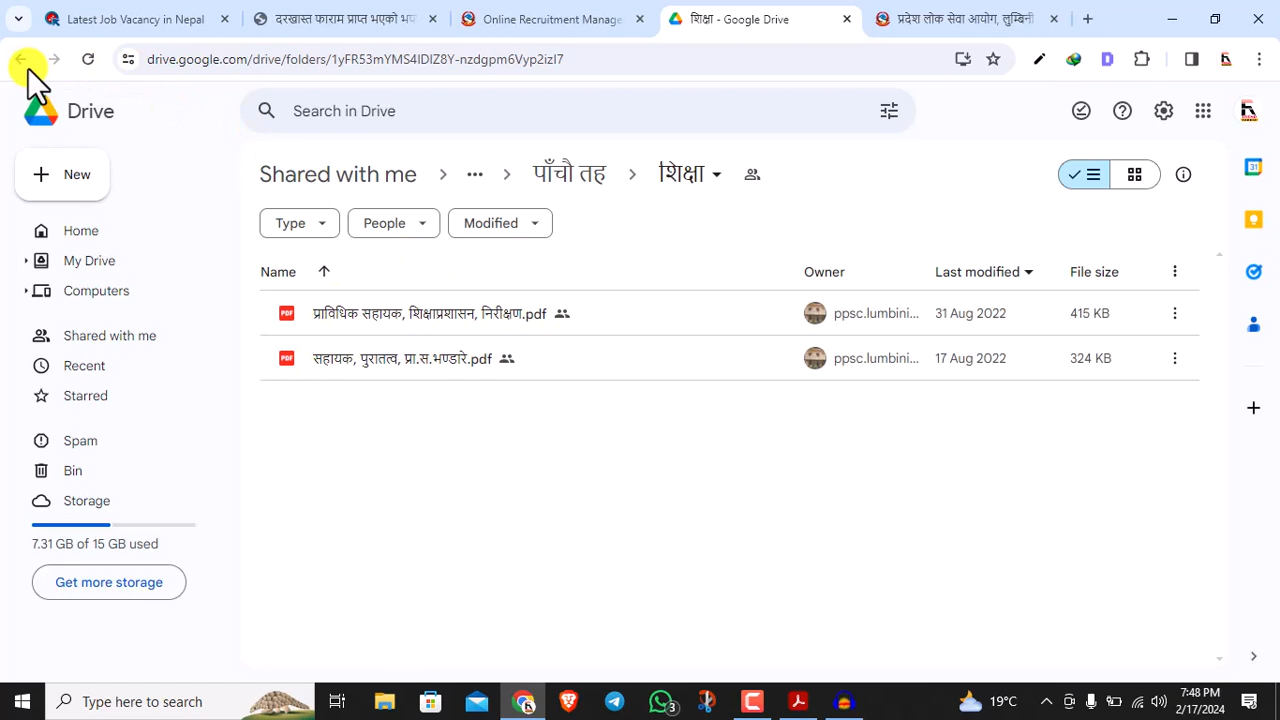 Latest Job Vacancy in Nepal
दरखास्त फाराम प्राप्त भएको
Online Recruitment Manage
शिक्षा - Google Drive
प्रदेश लोक सेवा आयोग, लुम्बिनी
drive.google.com/drive/folders/1yFR53mYMS4lDIZ8Y-nzdgpm6Vyp2izI7
Drive
Search in Drive
New
Shared with me > ... > पाँचौ तह > शिक्षा
Type
People
Modified
Home
My Drive
Computers
Shared with me
Recent
Starred
Spam
Bin
Storage
7.31 GB of 15 GB used
Get more storage
Name Owner Last modified File size
PDF प्राविधिक सहायक, शिक्षाप्रशासन, निरीक्षण.pdf ppsc.lumbini... 31 Aug 2022 415 KB
PDF सहायक, पुरातत्व, प्रा.स.भण्डारे.pdf ppsc.lumbini... 17 Aug 2022 324 KB
Type here to search
3
19°C
7:48 PM
2/17/2024